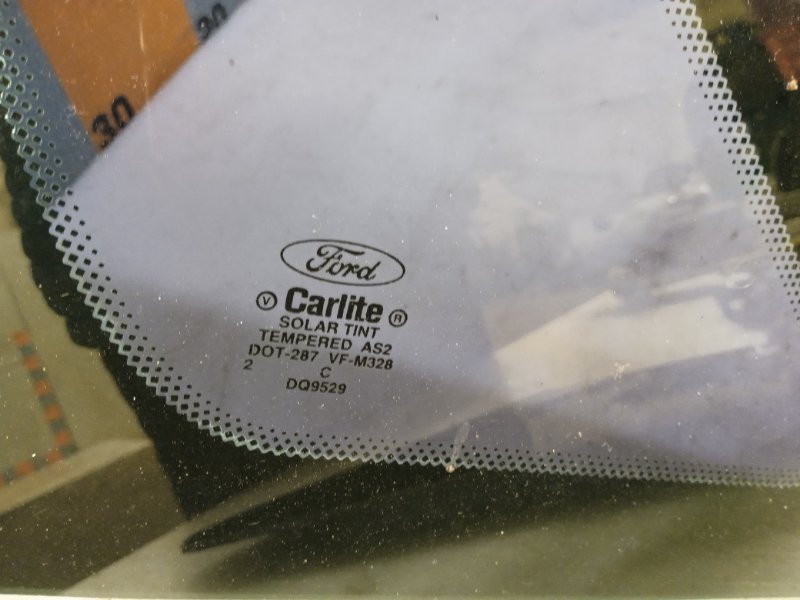 30
30
Ford
V Carlite ®
SOLAR TINT
TEMPERED AS2
DOT-287 VF-M328
2 C
DQ9529